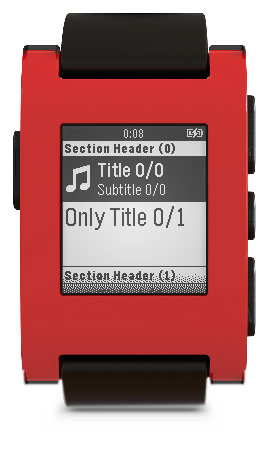 0:08
Section Header (0)
Title 0/0
Subtitle 0/0
Only Title 0/1
Section Header (1)